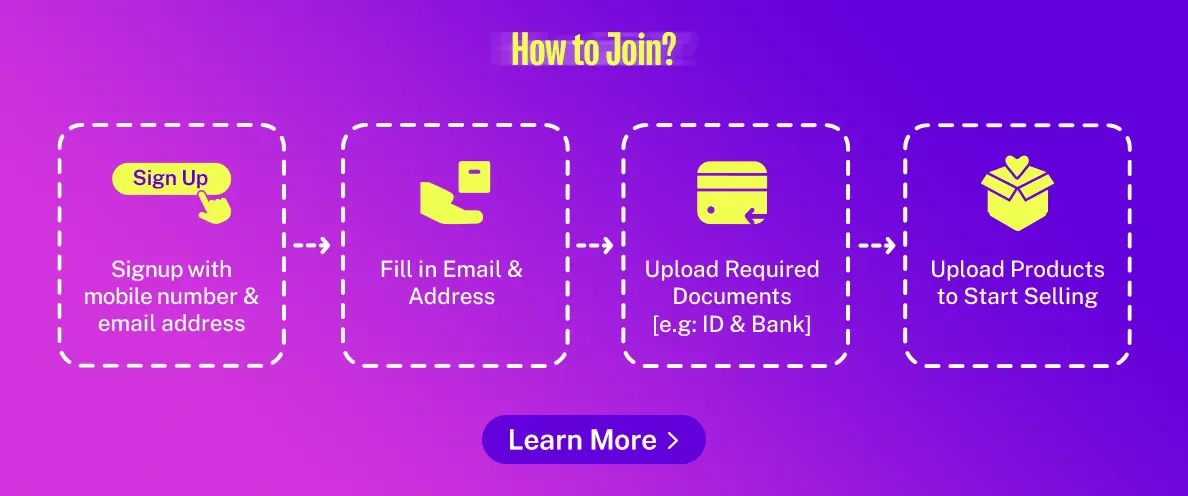 How to Join?
Sign Up
Signup with
mobile number &
email address
Fill in Email &
Address
Upload Required
Documents
[e.g: ID & Bank]
Upload Products
to Start Selling
Learn More >